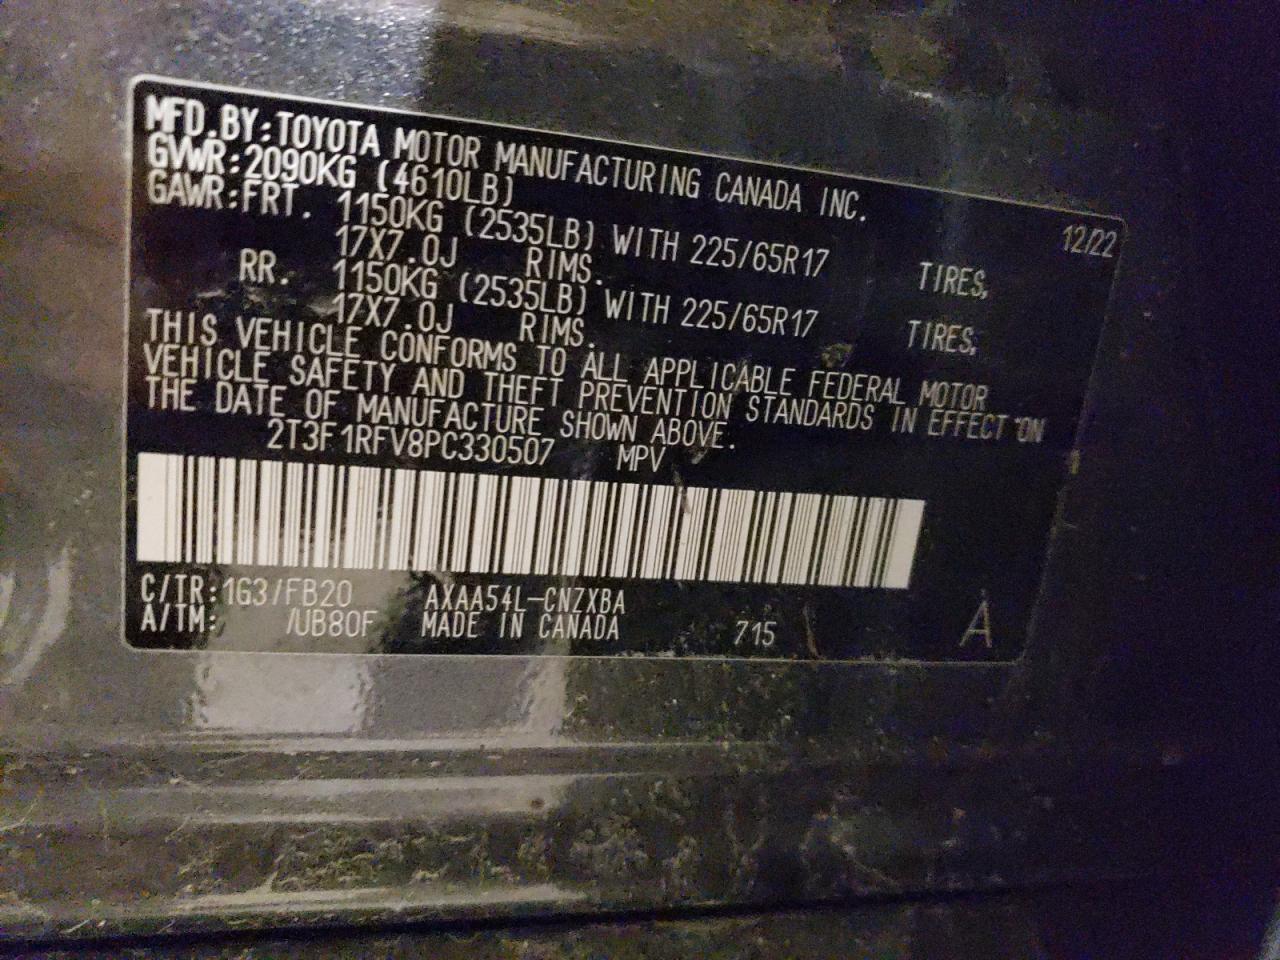 MFD.BY:TOYOTA MOTOR MANUFACTURING CANADA INC. 12/22
GVWR:2090KG (4610LB)
GAWR:FRT. 1150KG (2535LB) WITH 225/65R17 TIRES,
17X7.0J RIMS.
RR. 1150KG (2535LB) WITH 225/65R17 TIRES,
17X7.0J RIMS.
THIS VEHICLE CONFORMS TO ALL APPLICABLE FEDERAL MOTOR
VEHICLE SAFETY AND THEFT PREVENTION STANDARDS IN EFFECT ON
THE DATE OF MANUFACTURE SHOWN ABOVE.
2T3F1RFV8PC330507 MPV
C/TR:1G3/FB20 AXAA54L-CNZXBA
A/TM: /UB80F MADE IN CANADA 715 A